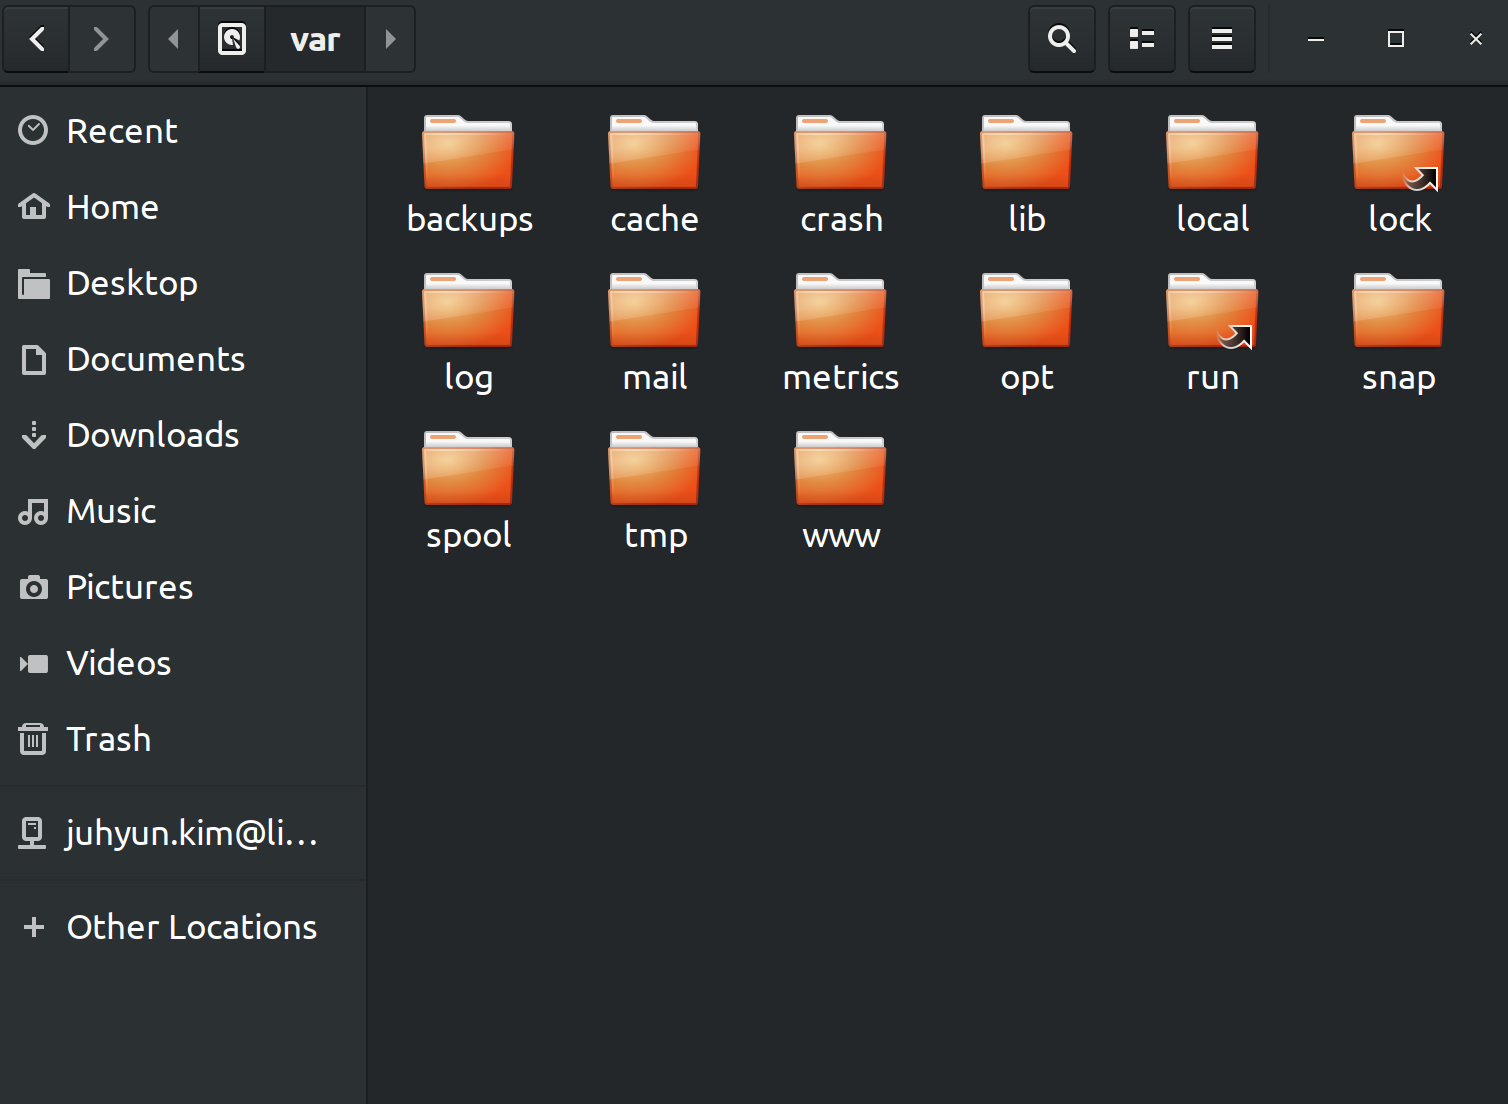 var
Recent
Home
Desktop
Documents
Downloads
Music
Pictures
Videos
Trash
juhyun.kim@li...
Other Locations
backups cache crash lib local lock
log mail metrics opt run snap
spool tmp www